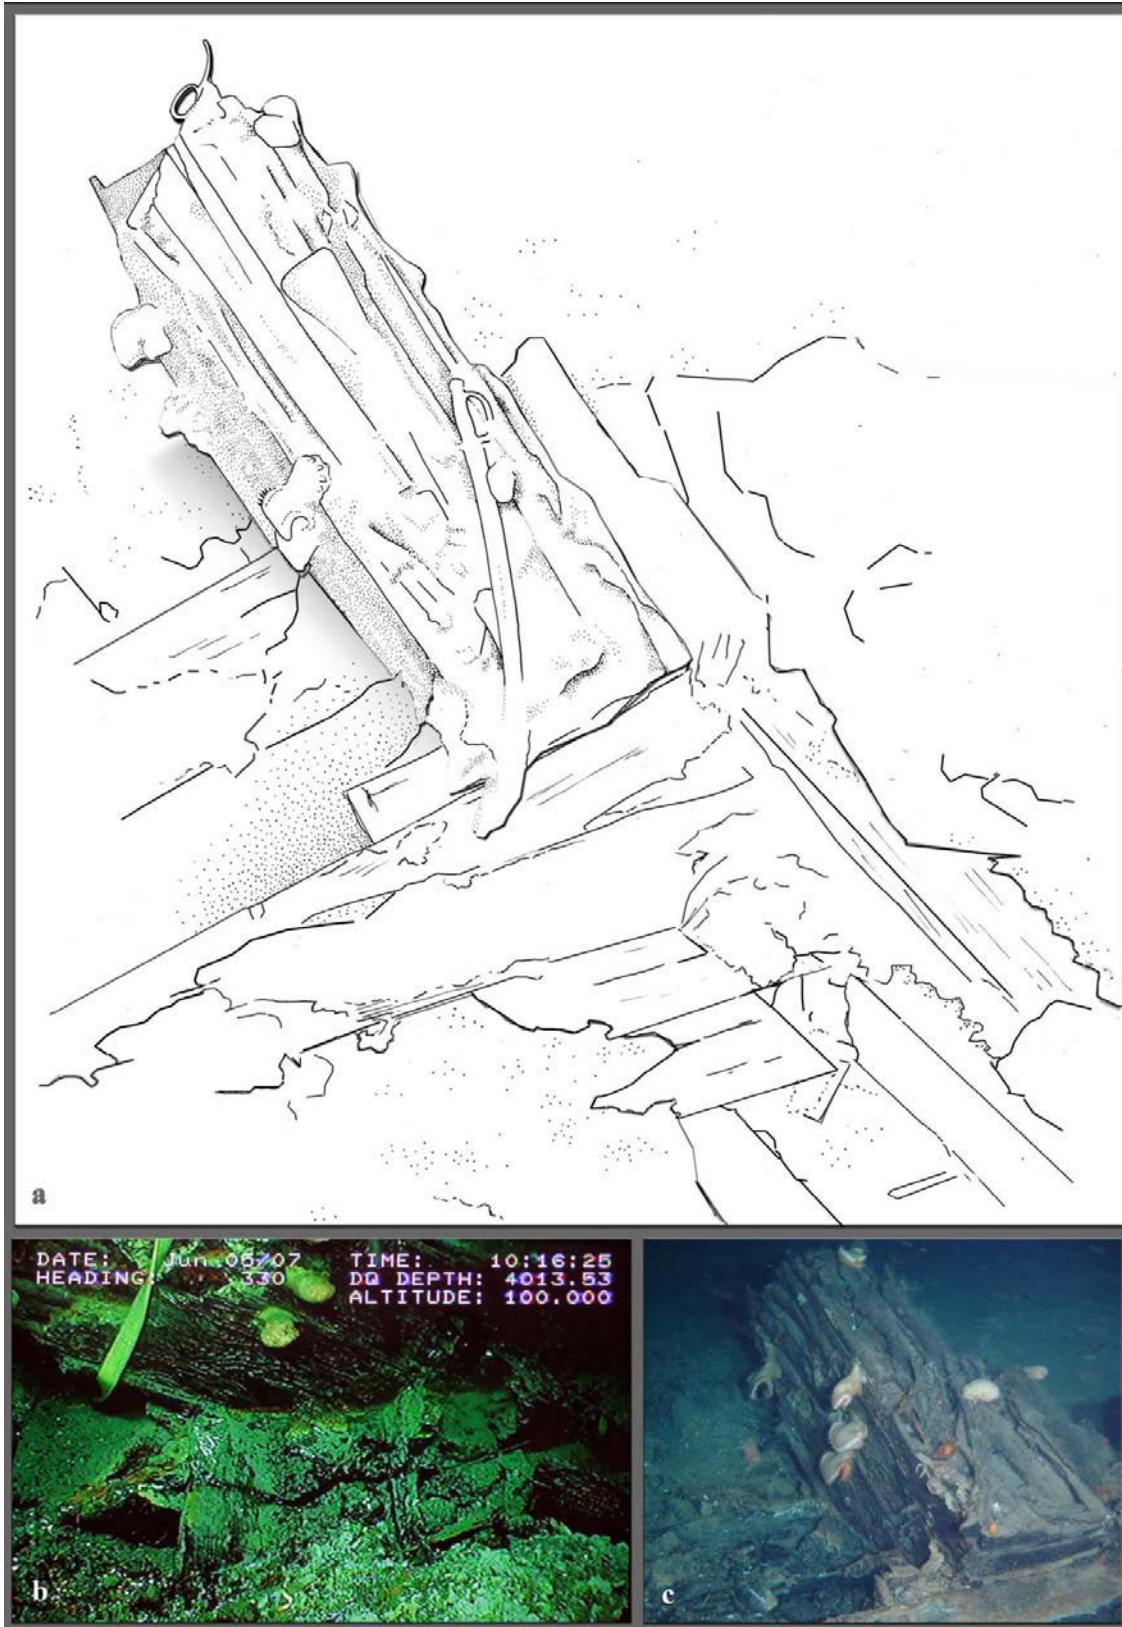 a
DATE: Jun 05/07 TIME: 10:16:25
HEADING: 330 DQ DEPTH: 4013.53
ALTITUDE: 100.000
b
c